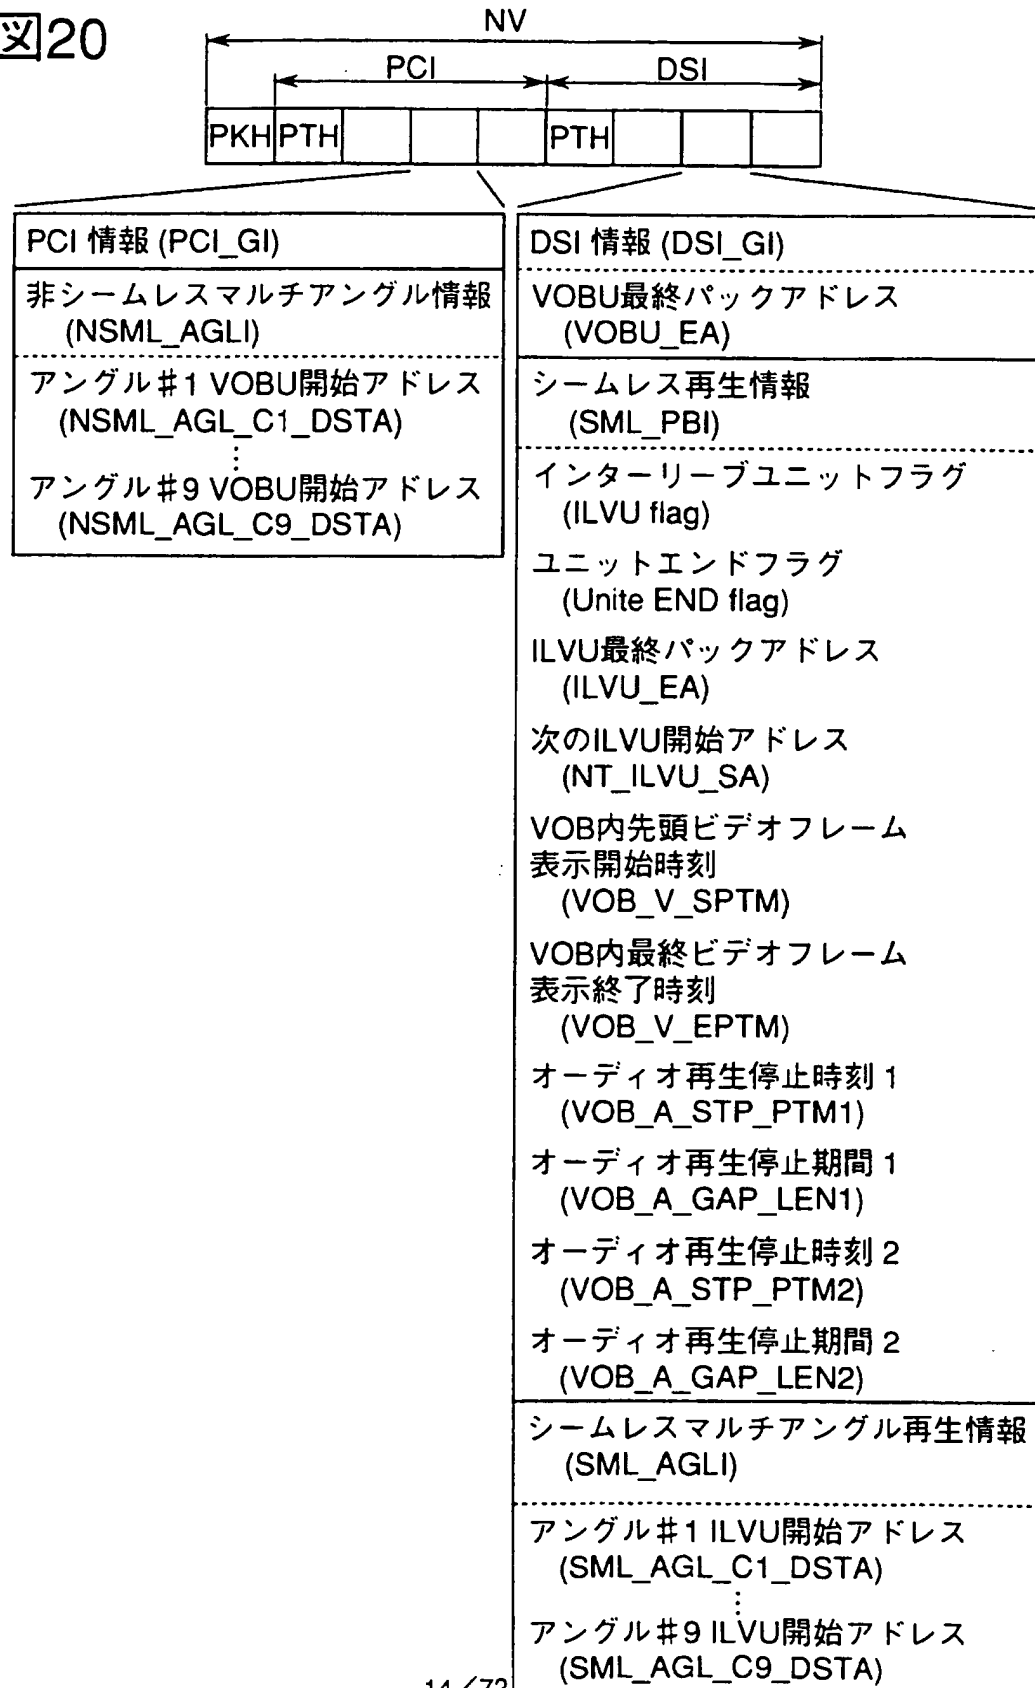 図20
NV
PCI
DSI
PKH PTH PTH
PCI 情報 (PCI_GI)
非シームレスマルチアングル情報
(NSML_AGLI)
アングル#1 VOBU開始アドレス
(NSML_AGL_C1_DSTA)
⋮
アングル#9 VOBU開始アドレス
(NSML_AGL_C9_DSTA)
DSI 情報 (DSI_GI)
VOBU最終パックアドレス
(VOBU_EA)
シームレス再生情報
(SML_PBI)
インターリーブユニットフラグ
(ILVU flag)
ユニットエンドフラグ
(Unite END flag)
ILVU最終パックアドレス
(ILVU_EA)
次のILVU開始アドレス
(NT_ILVU_SA)
VOB内先頭ビデオフレーム
表示開始時刻
(VOB_V_SPTM)
VOB内最終ビデオフレーム
表示終了時刻
(VOB_V_EPTM)
オーディオ再生停止時刻 1
(VOB_A_STP_PTM1)
オーディオ再生停止期間 1
(VOB_A_GAP_LEN1)
オーディオ再生停止時刻 2
(VOB_A_STP_PTM2)
オーディオ再生停止期間 2
(VOB_A_GAP_LEN2)
シームレスマルチアングル再生情報
(SML_AGLI)
アングル#1 ILVU開始アドレス
(SML_AGL_C1_DSTA)
⋮
アングル#9 ILVU開始アドレス
(SML_AGL_C9_DSTA)
14/72